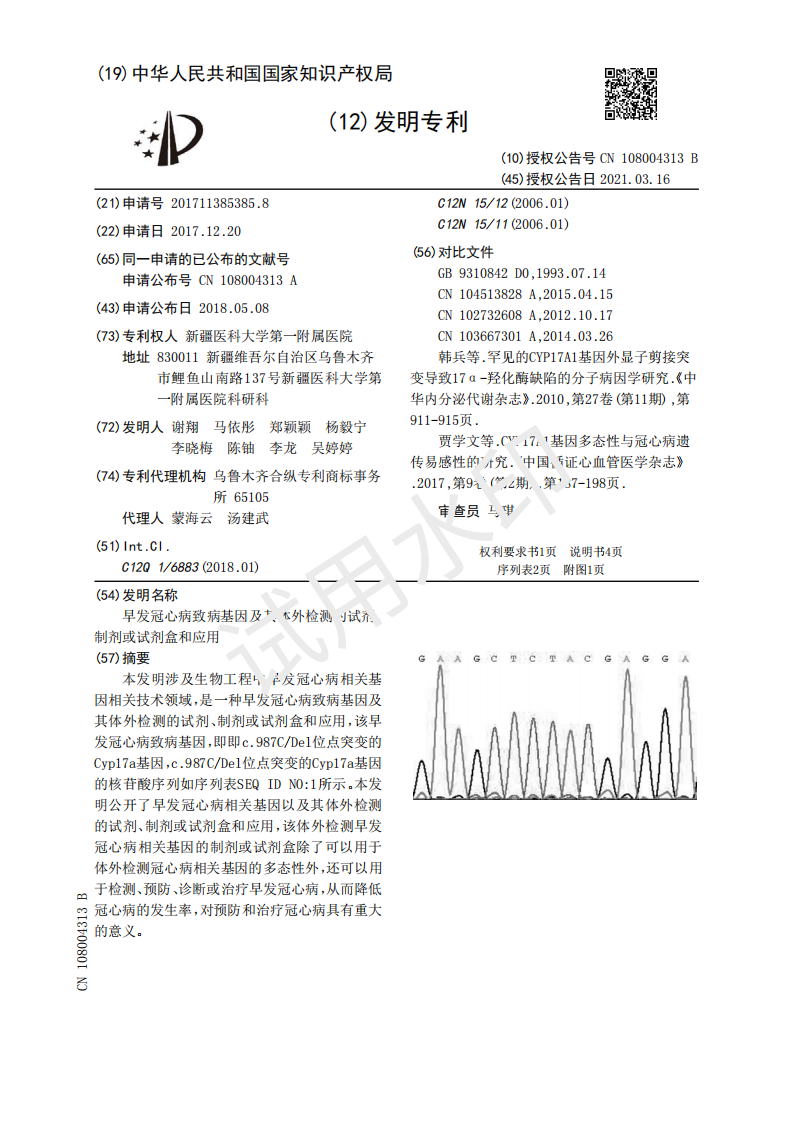 (19)中华人民共和国国家知识产权局
(12)发明专利
(10)授权公告号 CN 108004313 B
(45)授权公告日 2021.03.16
(21)申请号 201711385385.8
(22)申请日 2017.12.20
(65)同一申请的已公布的文献号
申请公布号 CN 108004313 A
(43)申请公布日 2018.05.08
(73)专利权人 新疆医科大学第一附属医院
地址 830011 新疆维吾尔自治区乌鲁木齐
市鲤鱼山南路137号新疆医科大学第
一附属医院科研科
(72)发明人 谢翔 马依彤 郑颖颖 杨毅宁
李晓梅 陈铀 李龙 吴婷婷
(74)专利代理机构 乌鲁木齐合纵专利商标事务
所 65105
代理人 蒙海云 汤建武
(51)Int.Cl.
C12Q 1/6883(2018.01)
C12N 15/12(2006.01)
C12N 15/11(2006.01)
(56)对比文件
GB 9310842 D0,1993.07.14
CN 104513828 A,2015.04.15
CN 102732608 A,2012.10.17
CN 103667301 A,2014.03.26
韩兵等.罕见的CYP17A1基因外显子剪接突
变导致17α-羟化酶缺陷的分子病因学研究.《中
华内分泌代谢杂志》.2010,第27卷(第11期),第
911-915页.
贾学文等.CYP17A1基因多态性与冠心病遗
传易感性的研究.《中国循证心血管医学杂志》
.2017,第9卷(第2期),第187-198页.
审查员 马琪
权利要求书1页 说明书4页
序列表2页 附图1页
(54)发明名称
早发冠心病致病基因及其体外检测的试剂、
制剂或试剂盒和应用
(57)摘要
本发明涉及生物工程中早发冠心病相关基
因相关技术领域,是一种早发冠心病致病基因及
其体外检测的试剂、制剂或试剂盒和应用,该早
发冠心病致病基因,即即c.987C/Del位点突变的
Cyp17a基因,c.987C/Del位点突变的Cyp17a基因
的核苷酸序列如序列表SEQ ID NO:1所示。本发
明公开了早发冠心病相关基因以及其体外检测
的试剂、制剂或试剂盒和应用,该体外检测早发
冠心病相关基因的制剂或试剂盒除了可以用于
体外检测冠心病相关基因的多态性外,还可以用
于检测、预防、诊断或治疗早发冠心病,从而降低
冠心病的发生率,对预防和治疗冠心病具有重大
的意义。
G A A G C T C T A C G A G G A
CN 108004313 B
试用水印